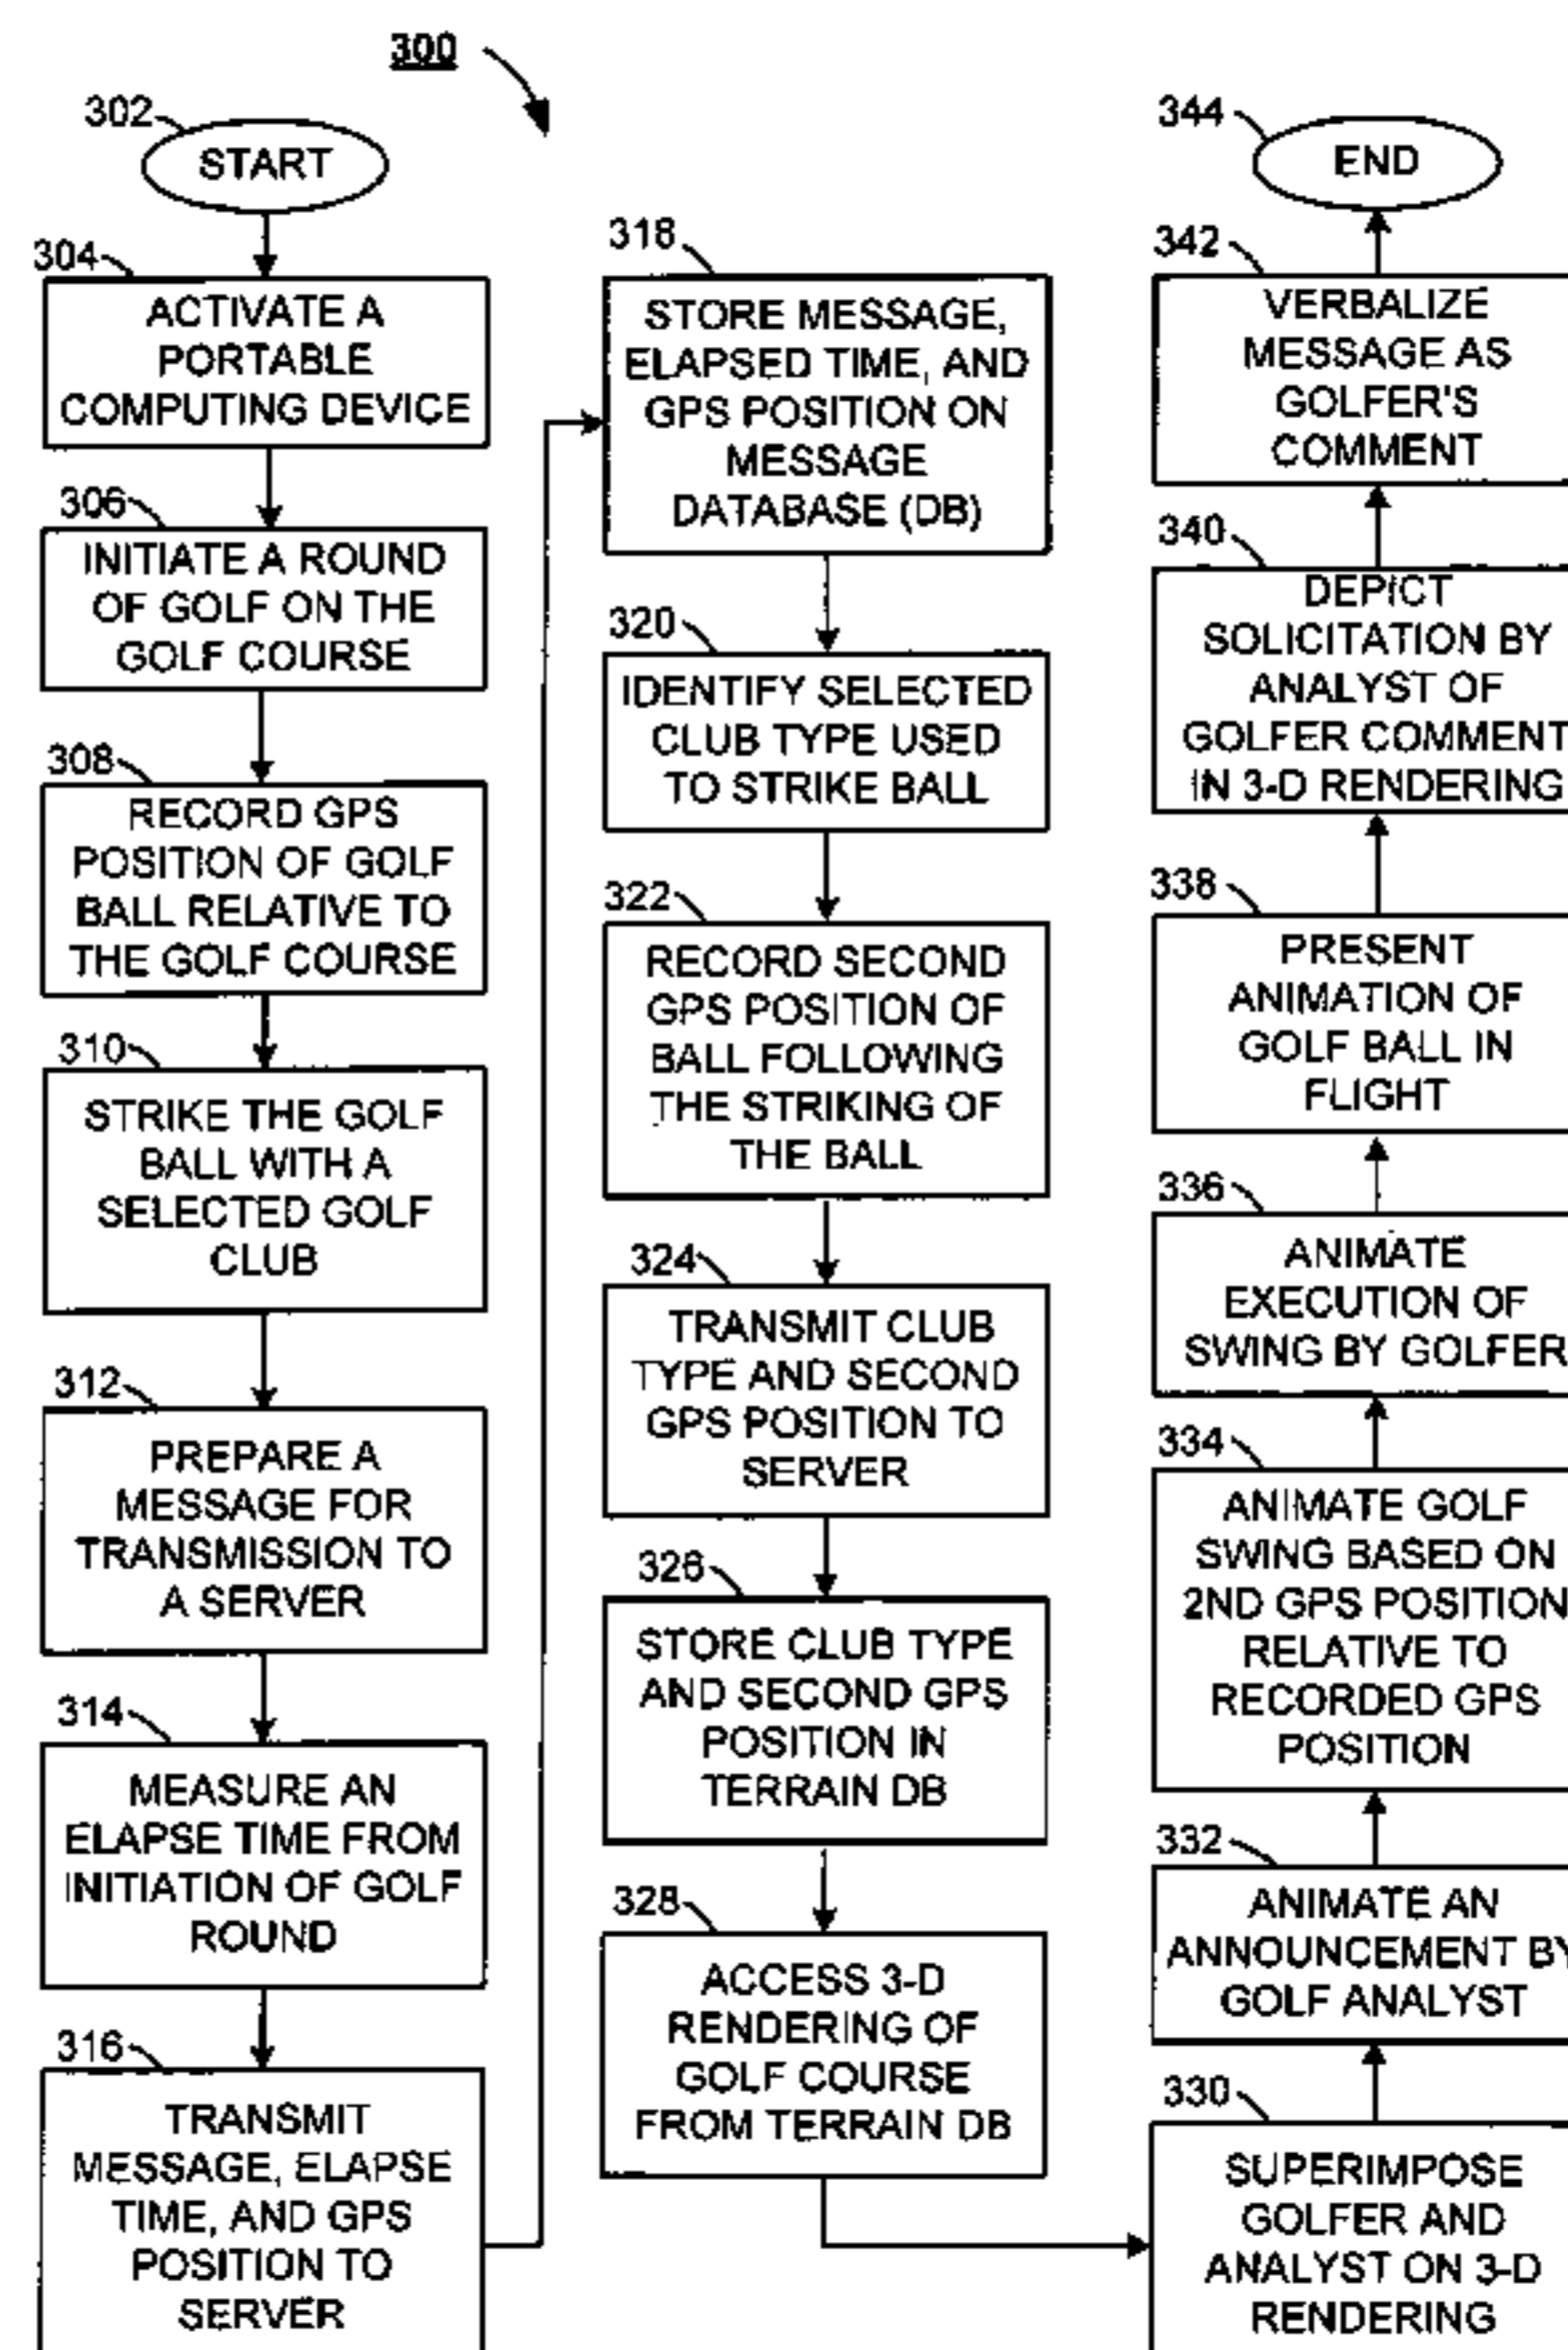 300
302
START
304
ACTIVATE A
PORTABLE
COMPUTING DEVICE
306
INITIATE A ROUND
OF GOLF ON THE
GOLF COURSE
308
RECORD GPS
POSITION OF GOLF
BALL RELATIVE TO
THE GOLF COURSE
310
STRIKE THE GOLF
BALL WITH A
SELECTED GOLF
CLUB
312
PREPARE A
MESSAGE FOR
TRANSMISSION TO
A SERVER
314
MEASURE AN
ELAPSE TIME FROM
INITIATION OF GOLF
ROUND
316
TRANSMIT
MESSAGE, ELAPSE
TIME, AND GPS
POSITION TO
SERVER
318
STORE MESSAGE,
ELAPSED TIME, AND
GPS POSITION ON
MESSAGE
DATABASE (DB)
320
IDENTIFY SELECTED
CLUB TYPE USED
TO STRIKE BALL
322
RECORD SECOND
GPS POSITION OF
BALL FOLLOWING
THE STRIKING OF
THE BALL
324
TRANSMIT CLUB
TYPE AND SECOND
GPS POSITION TO
SERVER
326
STORE CLUB TYPE
AND SECOND GPS
POSITION IN
TERRAIN DB
328
ACCESS 3-D
RENDERING OF
GOLF COURSE
FROM TERRAIN DB
330
SUPERIMPOSE
GOLFER AND
ANALYST ON 3-D
RENDERING
332
ANIMATE AN
ANNOUNCEMENT BY
GOLF ANALYST
334
ANIMATE GOLF
SWING BASED ON
2ND GPS POSITION
RELATIVE TO
RECORDED GPS
POSITION
336
ANIMATE
EXECUTION OF
SWING BY GOLFER
338
PRESENT
ANIMATION OF
GOLF BALL IN
FLIGHT
340
DEPICT
SOLICITATION BY
ANALYST OF
GOLFER COMMENT
IN 3-D RENDERING
342
VERBALIZE
MESSAGE AS
GOLFER'S
COMMENT
344
END